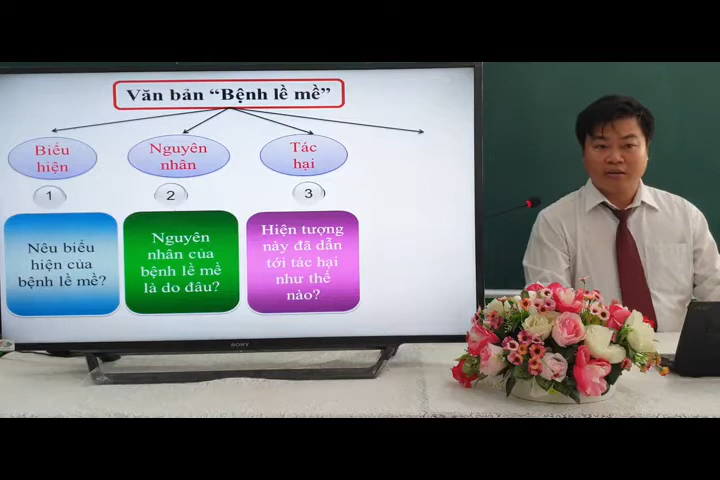 Văn bản “Bệnh lề mề”
Biểu
hiện
Nguyên
nhân
Tác
hại
1
2
3
Nêu biểu
hiện của
bệnh lề mề?
Nguyên
nhân của
bệnh lề mề
là do đâu?
Hiện tượng
này đã dẫn
tới tác hại
như thế
nào?
SONY